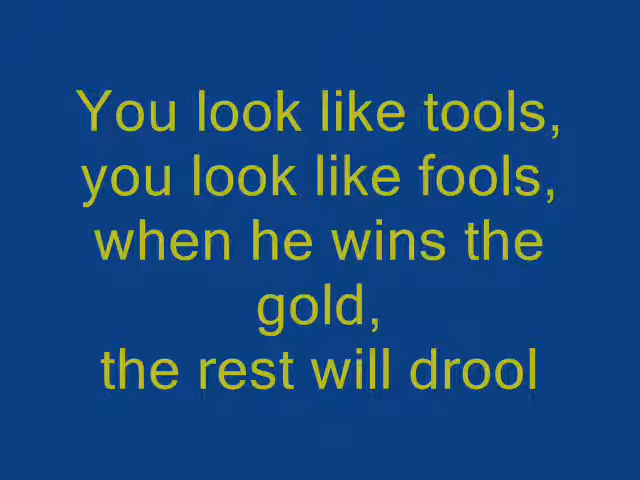 You look like tools,
you look like fools,
when he wins the
gold,
the rest will drool